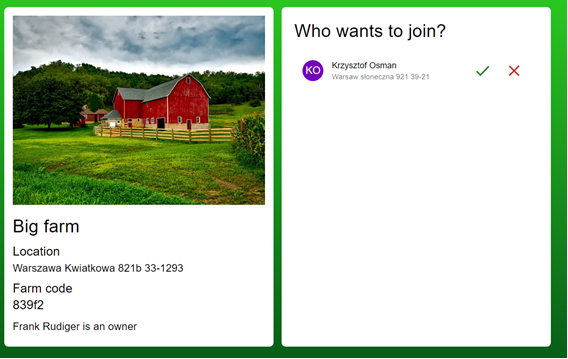 Big farm
Location
Warszawa Kwiatkowa 821b 33-1293
Farm code
839f2
Frank Rudiger is an owner
Who wants to join?
KO
Krzysztof Osman
Warsaw słoneczna 921 39-21